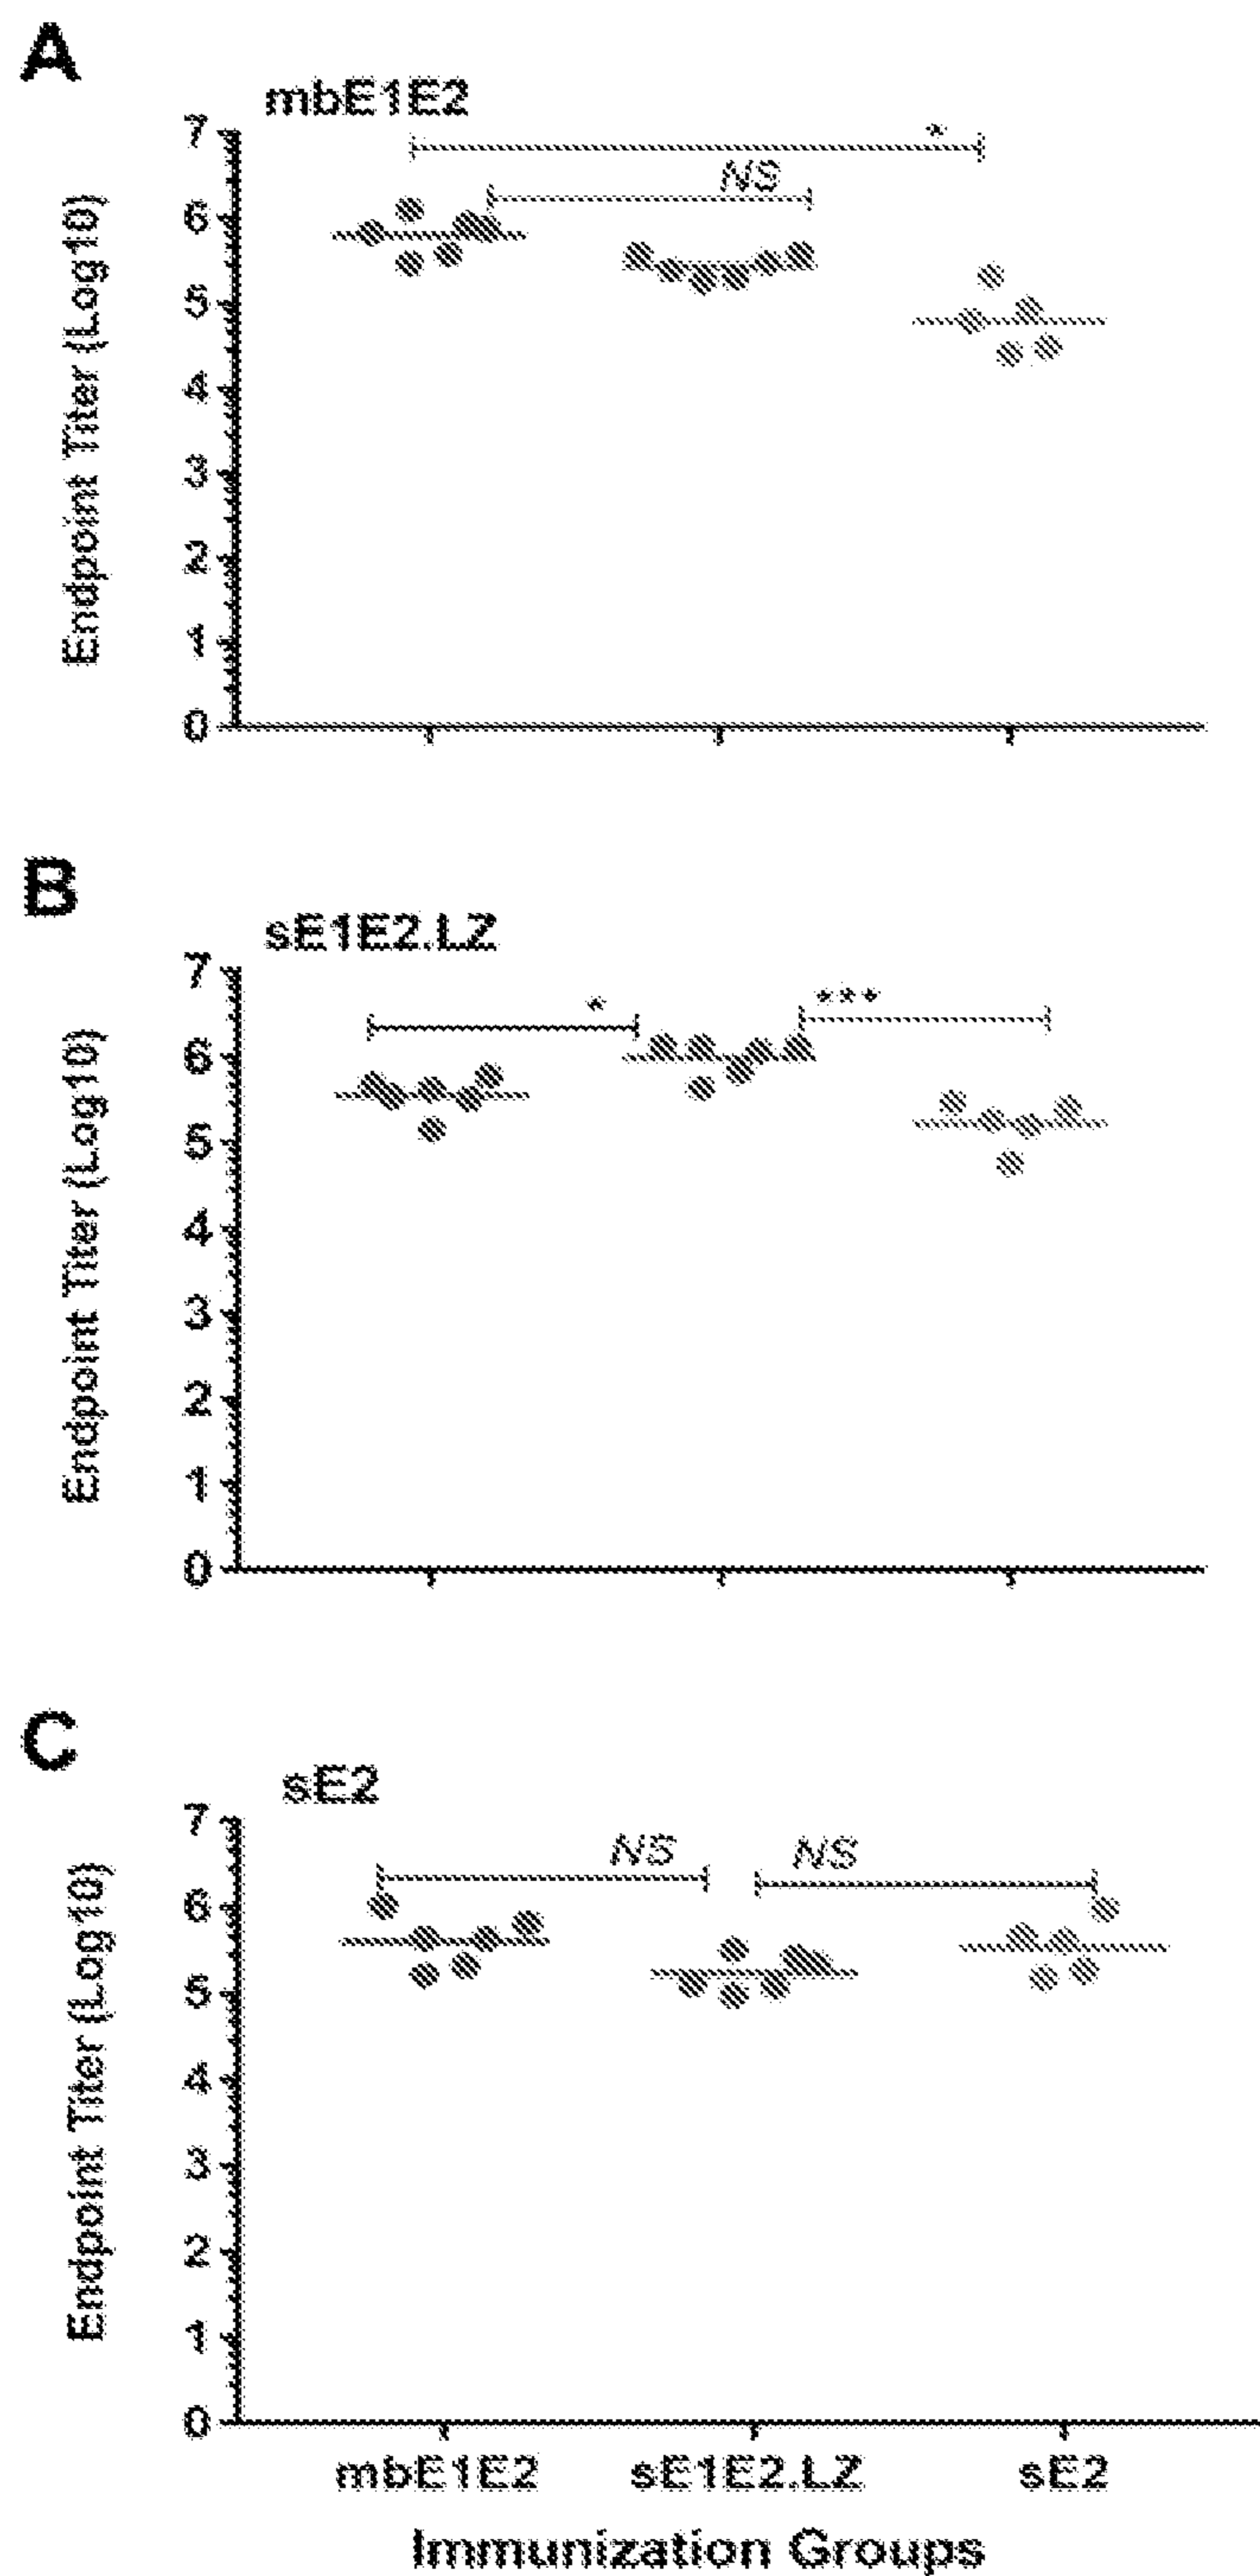 A
mbE1E2
Endpoint Titer (Log10)
7
6
5
4
3
2
1
0
*
NS
B
sE1E2.LZ
Endpoint Titer (Log10)
7
6
5
4
3
2
1
0
*
***
C
sE2
Endpoint Titer (Log10)
7
6
5
4
3
2
1
0
NS
NS
mbE1E2 sE1E2.LZ sE2
Immunization Groups